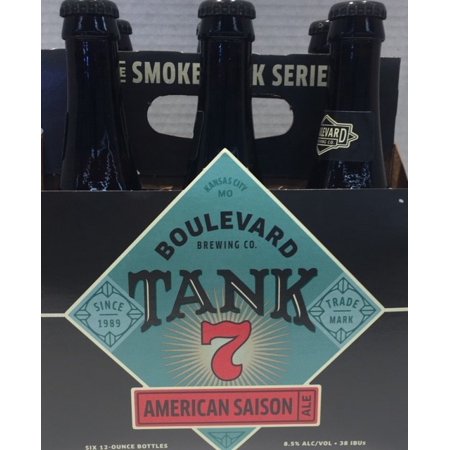 E SMOKE K SERIE
BOULEVARD
BREWING CO.
KANSAS CITY
MO
BOULEVARD
BREWING CO.
TANK
7
SINCE
1989
TRADE
MARK
AMERICAN SAISON
ALE
SIX 12-OUNCE BOTTLES
8.5% ALC/VOL • 38 IBUs